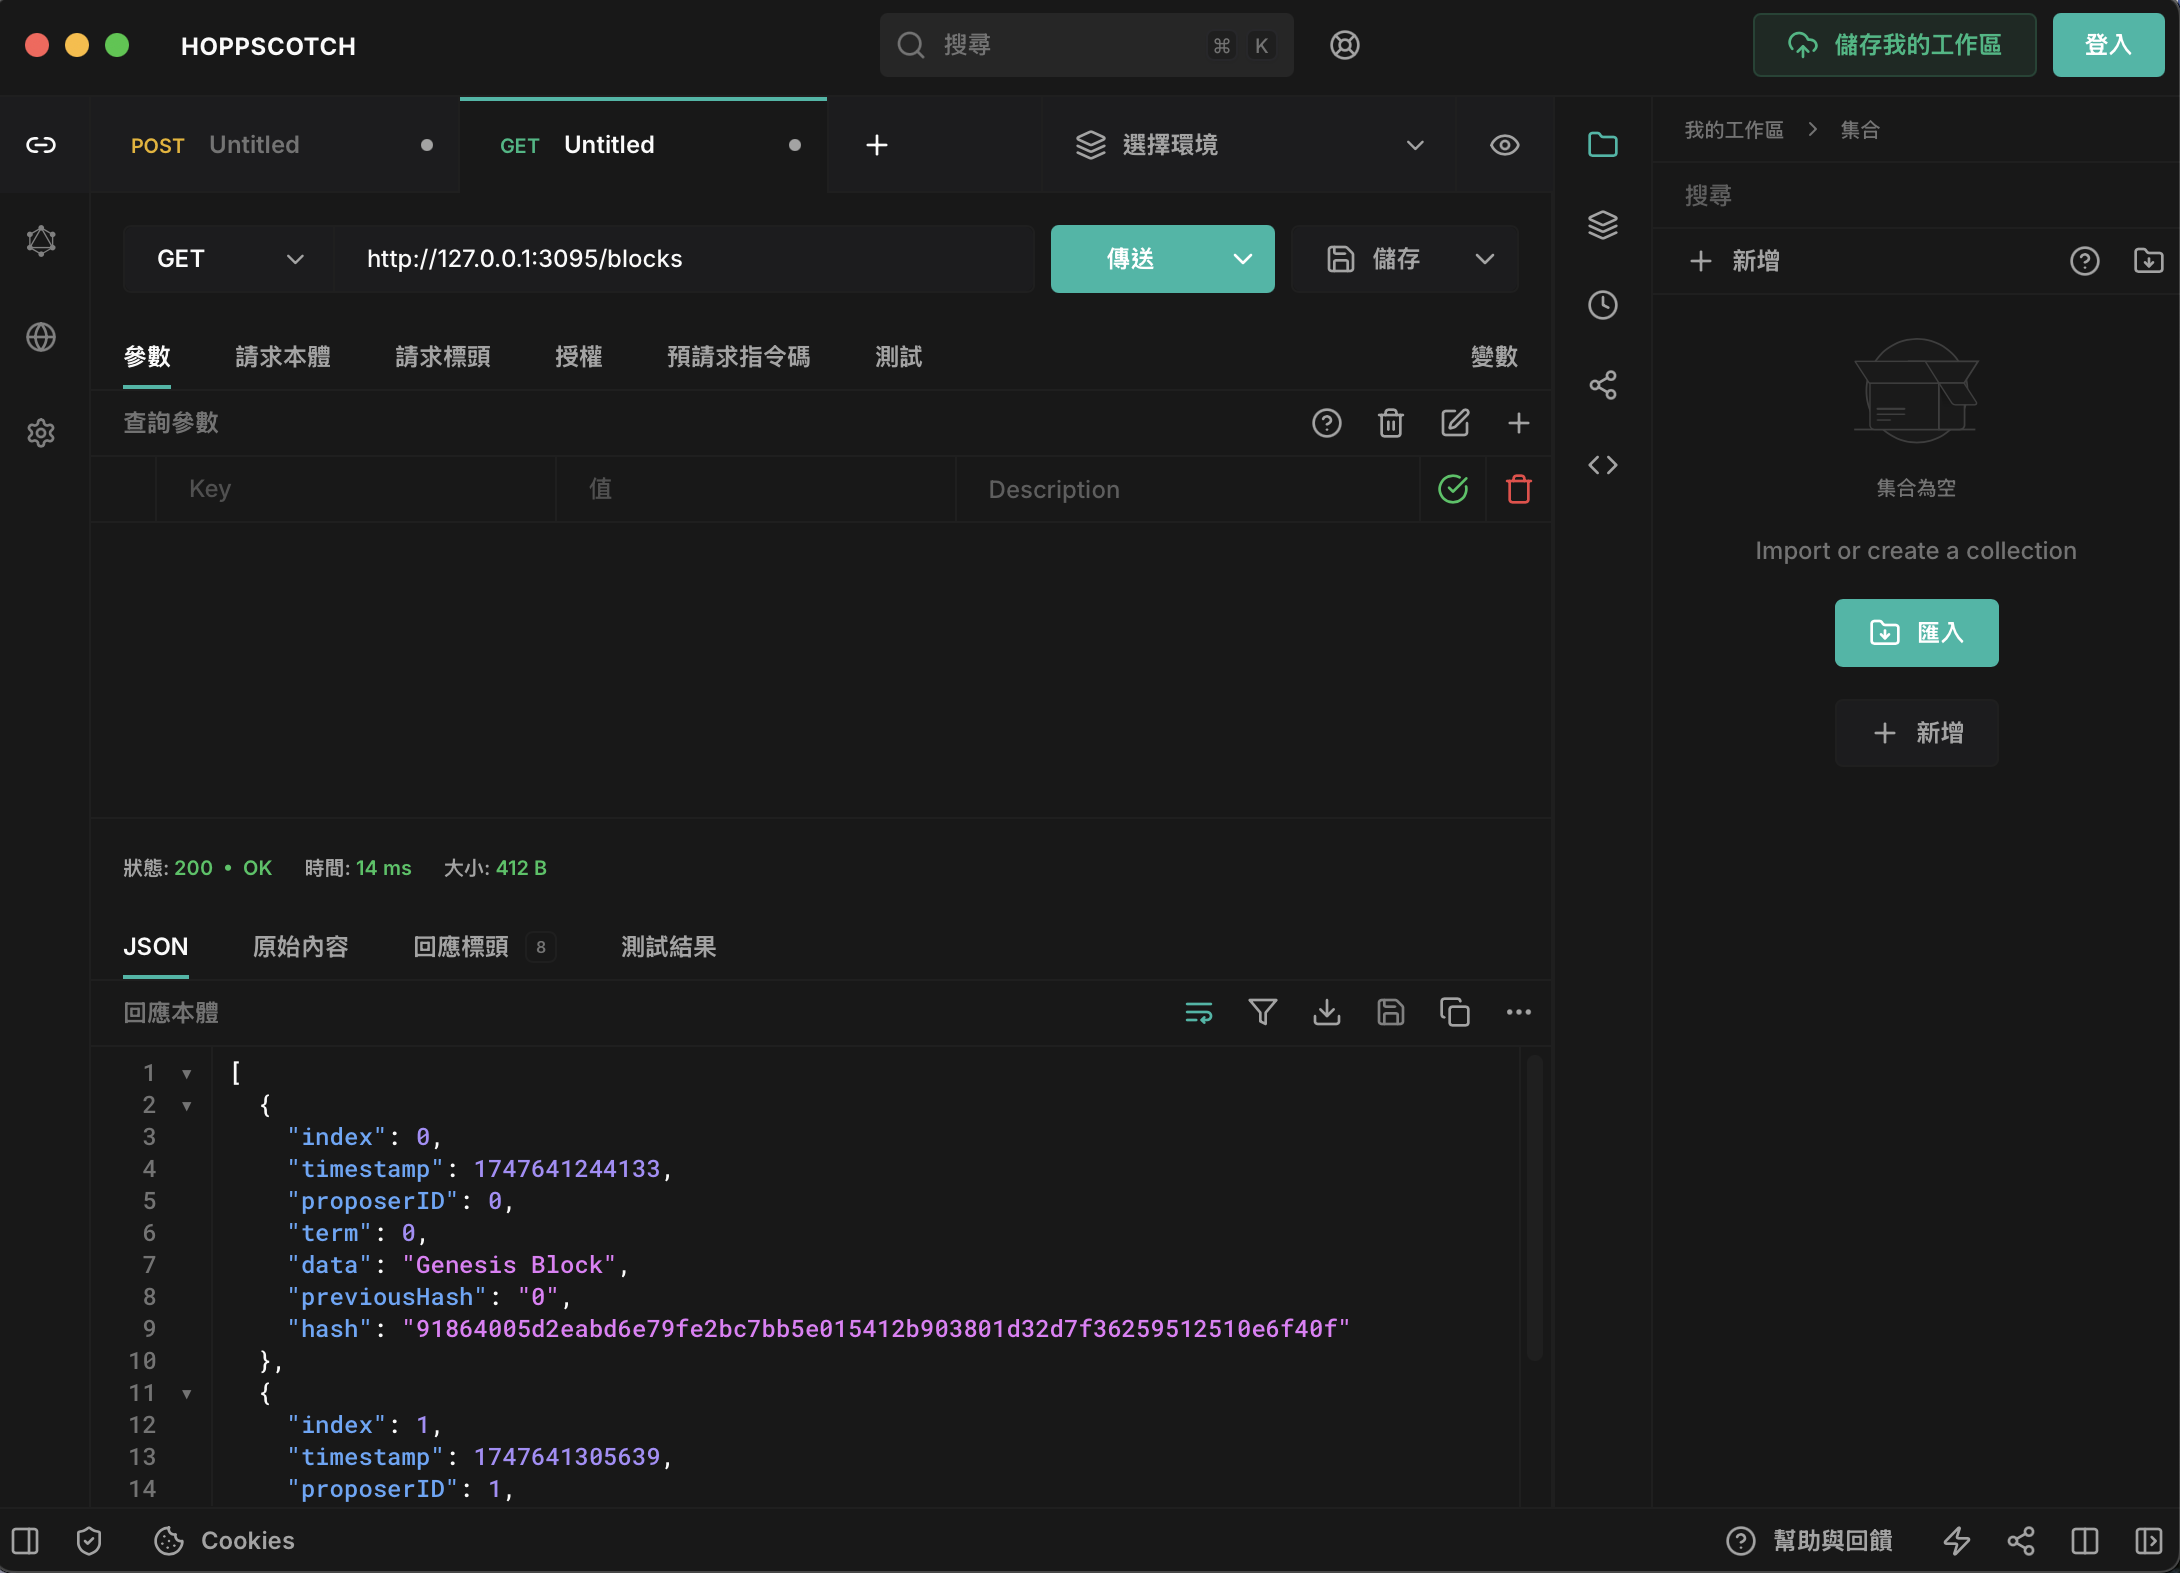 HOPPSCOTCH
搜尋
⌘ K
儲存我的工作區
登入
POST Untitled
GET Untitled
選擇環境
我的工作區 > 集合
搜尋
新增
GET
http://127.0.0.1:3095/blocks
傳送
儲存
參數 請求本體 請求標頭 授權 預請求指令碼 測試 變數
查詢參數
Key 值 Description
集合為空
Import or create a collection
匯入
新增
狀態: 200 • OK 時間: 14 ms 大小: 412 B
JSON 原始內容 回應標頭 8 測試結果
回應本體
1 [
2 {
3 "index": 0,
4 "timestamp": 1747641244133,
5 "proposerID": 0,
6 "term": 0,
7 "data": "Genesis Block",
8 "previousHash": "0",
9 "hash": "91864005d2eabd6e79fe2bc7bb5e015412b903801d32d7f36259512510e6f40f"
10 },
11 {
12 "index": 1,
13 "timestamp": 1747641305639,
14 "proposerID": 1,
Cookies
幫助與回饋